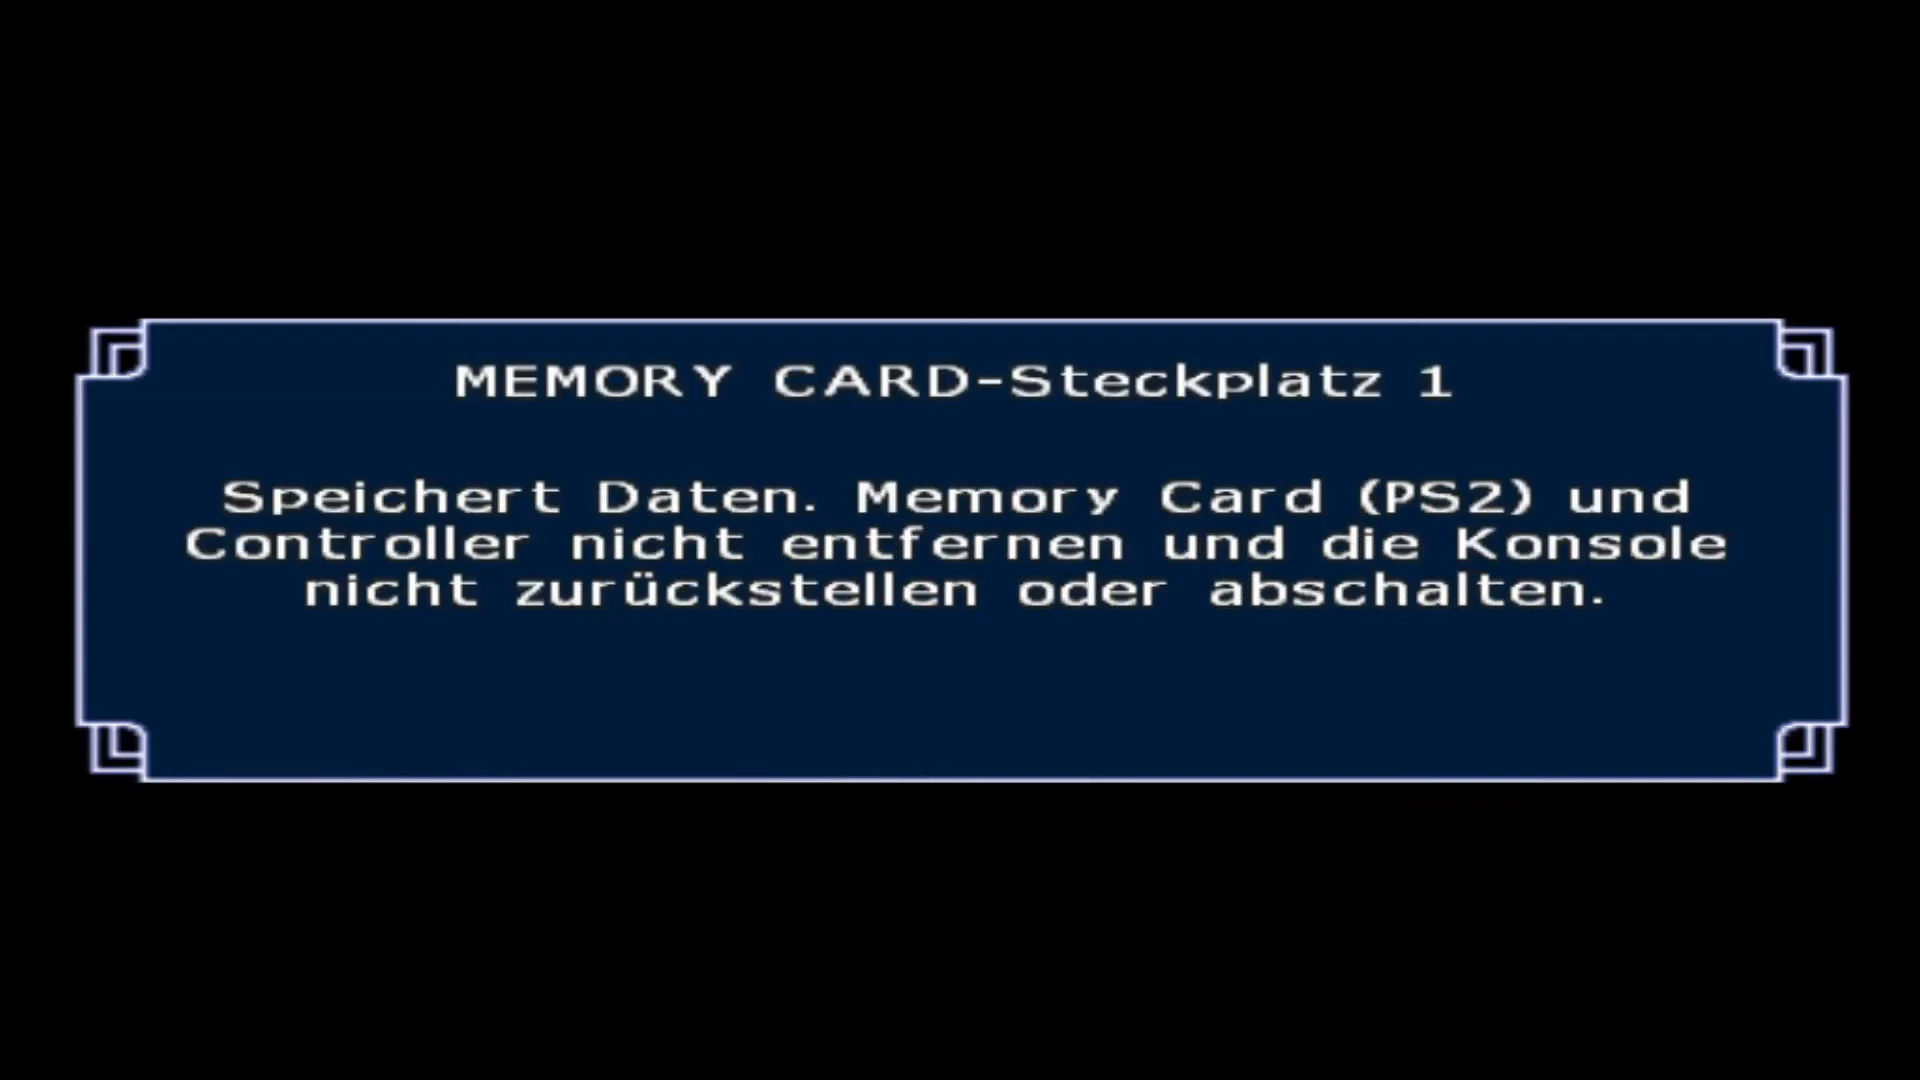 MEMORY CARD-Steckplatz 1
Speichert Daten. Memory Card (PS2) und
Controller nicht entfernen und die Konsole
nicht zurückstellen oder abschalten.